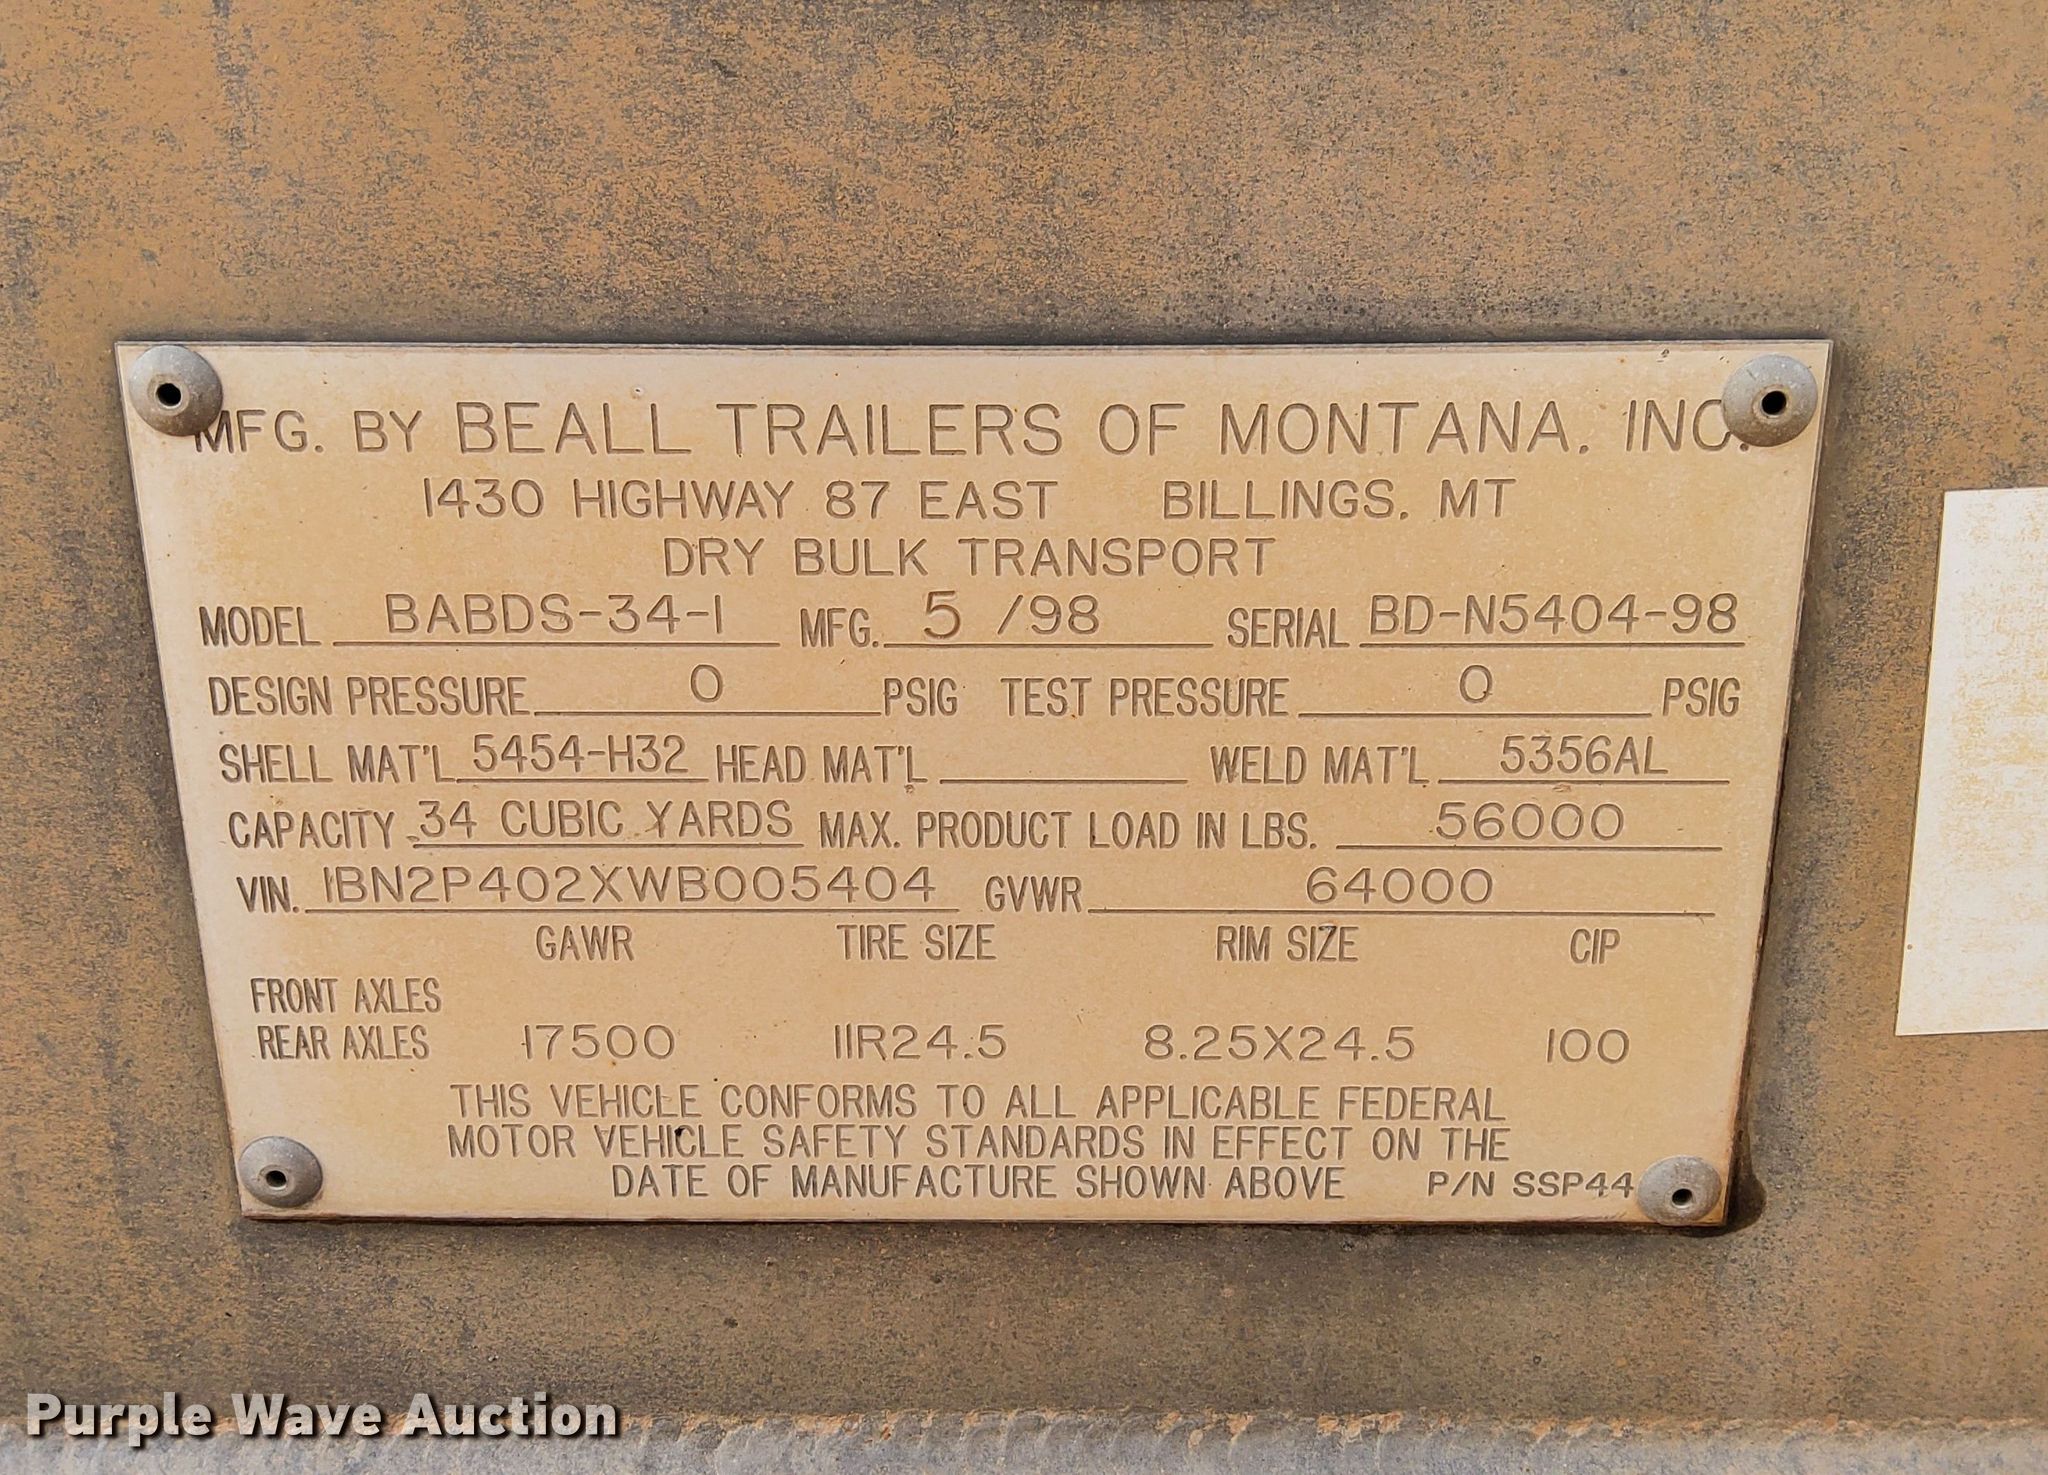 MFG. BY BEALL TRAILERS OF MONTANA, INC.
1430 HIGHWAY 87 EAST BILLINGS, MT
DRY BULK TRANSPORT
MODEL BABDS-34-1 MFG. 5 /98 SERIAL BD-N5404-98
DESIGN PRESSURE 0 PSIG TEST PRESSURE 0 PSIG
SHELL MAT'L 5454-H32 HEAD MAT'L WELD MAT'L 5356AL
CAPACITY 34 CUBIC YARDS MAX. PRODUCT LOAD IN LBS. 56000
VIN. 1BN2P402XWB005404 GVWR 64000
GAWR TIRE SIZE RIM SIZE CIP
FRONT AXLES
REAR AXLES 17500 11R24.5 8.25X24.5 100
THIS VEHICLE CONFORMS TO ALL APPLICABLE FEDERAL
MOTOR VEHICLE SAFETY STANDARDS IN EFFECT ON THE
DATE OF MANUFACTURE SHOWN ABOVE P/N SSP44
Purple Wave Auction